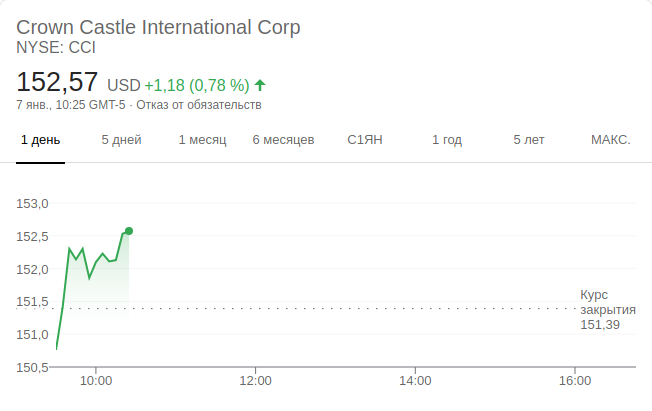 Crown Castle International Corp
NYSE: CCI
152,57 USD +1,18 (0,78 %)
7 янв., 10:25 GMT-5 · Отказ от обязательств
1 день 5 дней 1 месяц 6 месяцев С1ЯН 1 год 5 лет МАКС.
153,0
152,5
152,0
151,5
151,0
150,5
Курс
закрытия
151,39
10:00 12:00 14:00 16:00